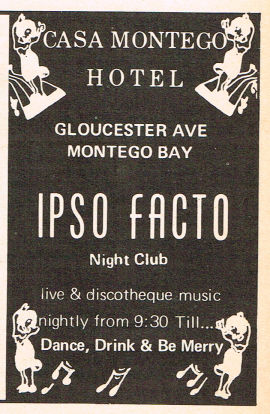 CASA MONTEGO
HOTEL
GLOUCESTER AVE
MONTEGO BAY
IPSO FACTO
Night Club
live & discotheque music
nightly from 9:30 Till....
Dance, Drink & Be Merry